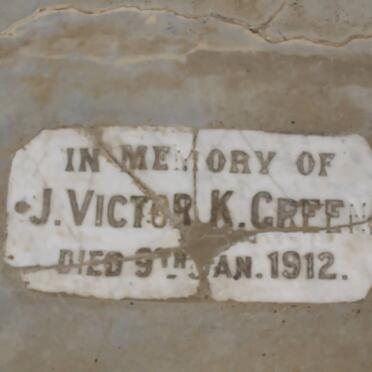 IN MEMORY OF
J. VICTOR K. GREEN
DIED 9TH JAN. 1912.